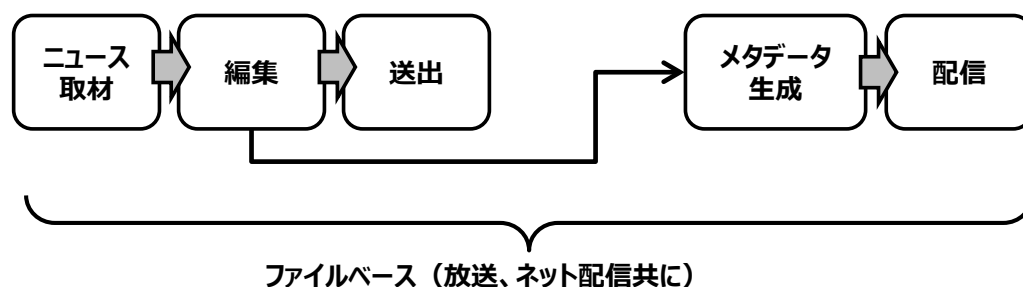 ニュース
取材
編集
送出
メタデータ
生成
配信
ファイルベース（放送、ネット配信共に）